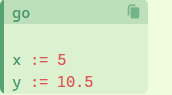 go
x := 5
y := 10.5